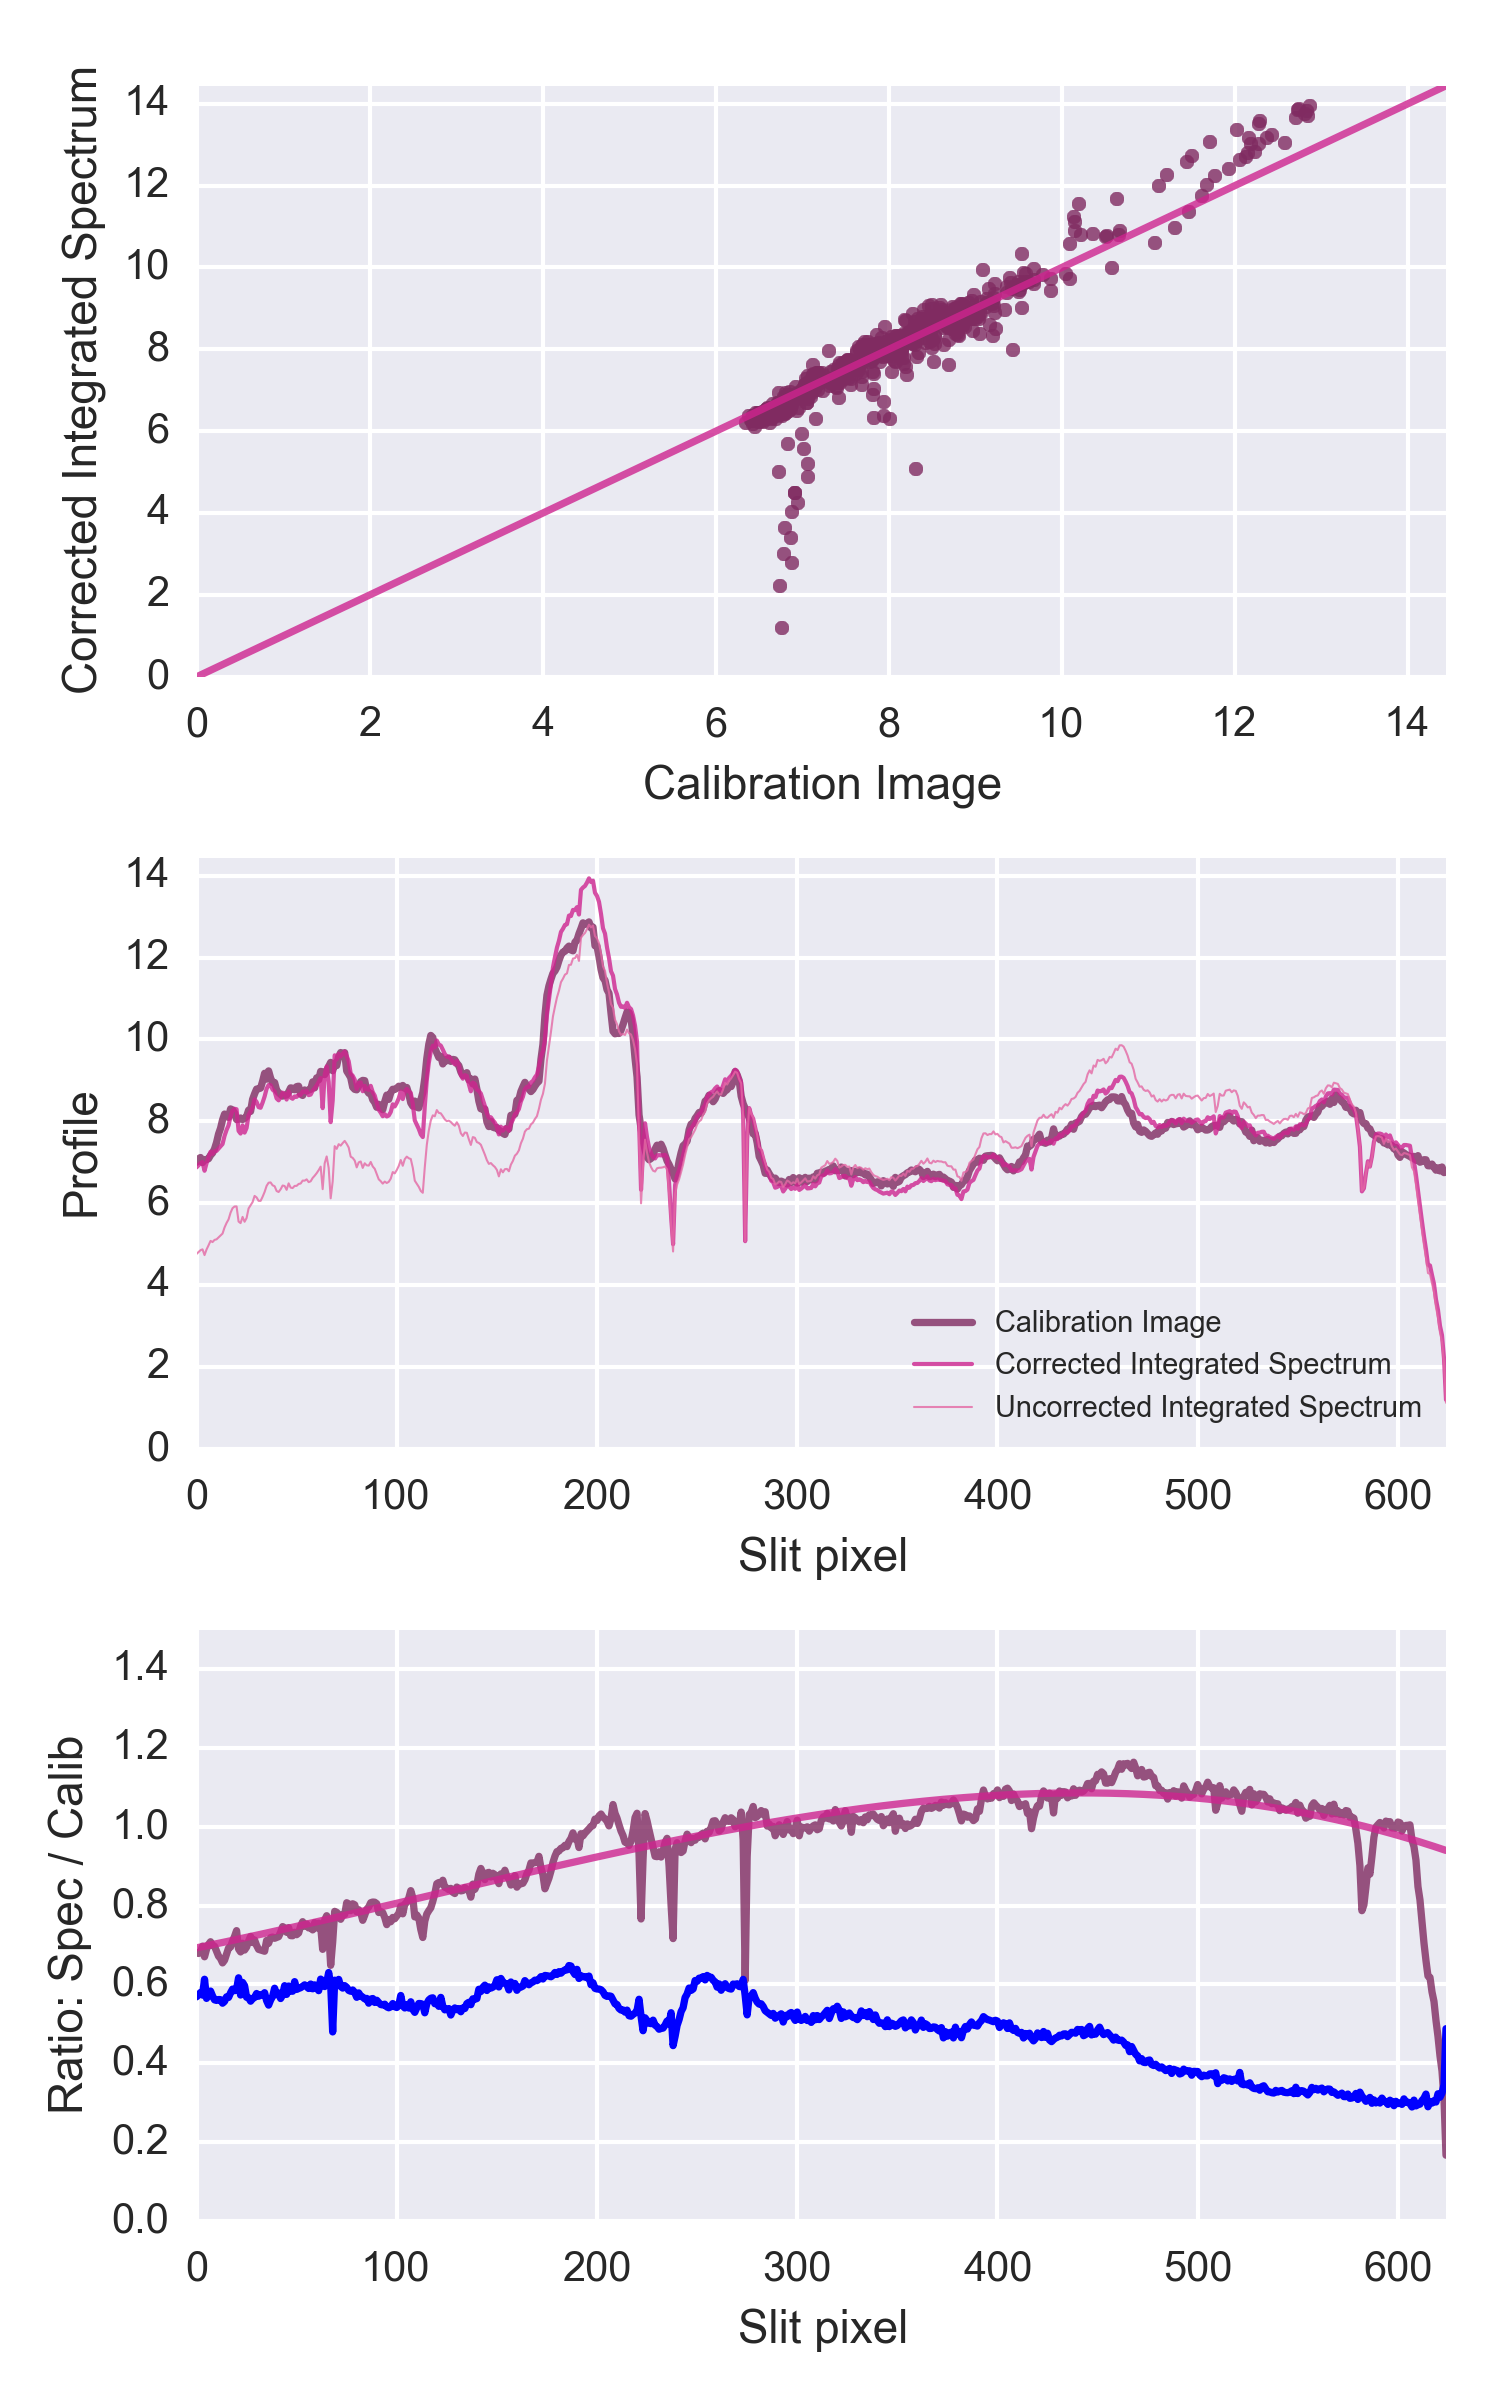 Corrected Integrated Spectrum
14
12
10
8
6
4
2
0
0 2 4 6 8 10 12 14
Calibration Image
Profile
14
12
10
8
6
4
2
0
Calibration Image
Corrected Integrated Spectrum
Uncorrected Integrated Spectrum
0 100 200 300 400 500 600
Slit pixel
Ratio: Spec / Calib
1.4
1.2
1.0
0.8
0.6
0.4
0.2
0.0
0 100 200 300 400 500 600
Slit pixel